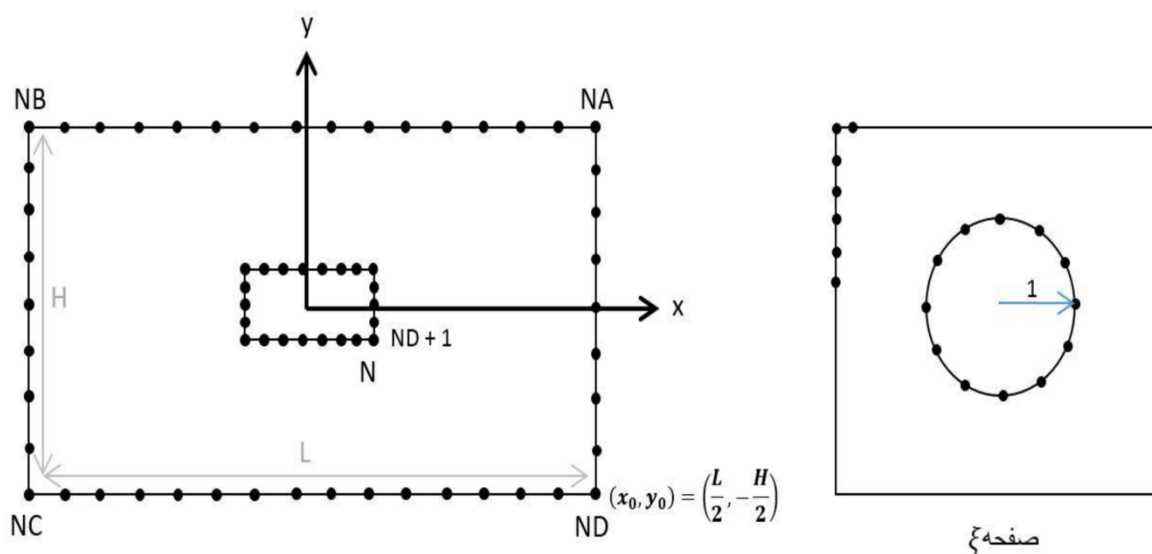 y
NB
NA
H
1
x
ND + 1
N
L
(x₀, y₀) = (L/2, -H/2)
NC
ND
صفحه ξ